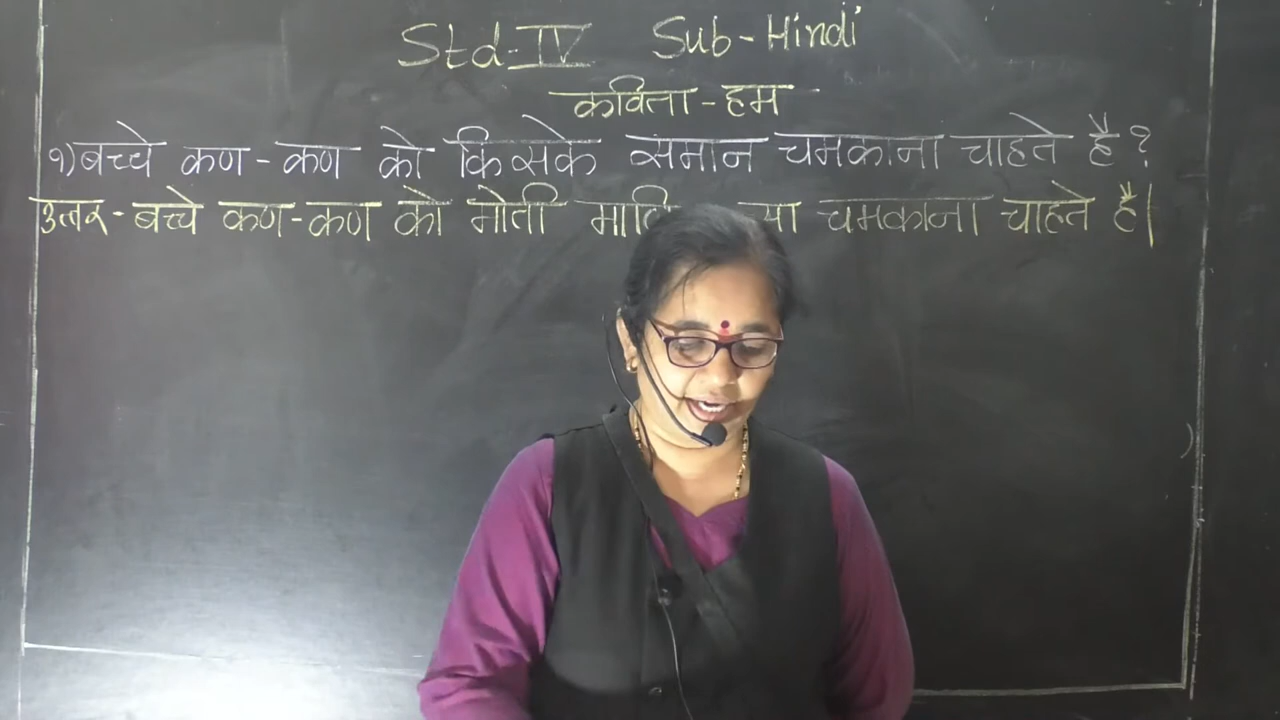 Std-IV Sub-Hindi
कविता-हम
१) बच्चे कण-कण को किसके समान चमकाना चाहते है?
उत्तर- बच्चे कण-कण को मोती चमकाना चाहते है।